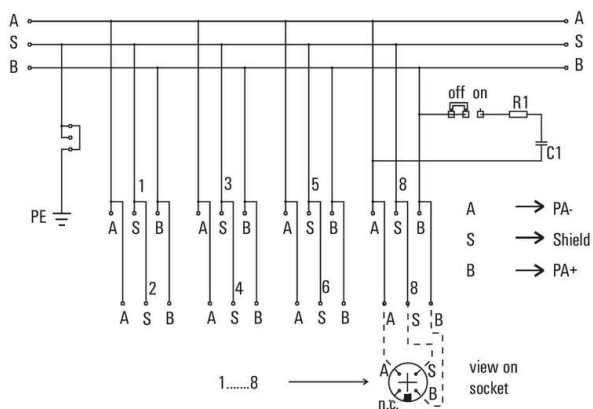 A A
S S
B B
off on
R1
C1
1 3 5 8
PE
A S B A S B A S B A S B
A → PA-
S → Shield
B → PA+
2 4 6 8
A S B A S B A S B A S B
1.......8
A S
B
n.c.
view on
socket